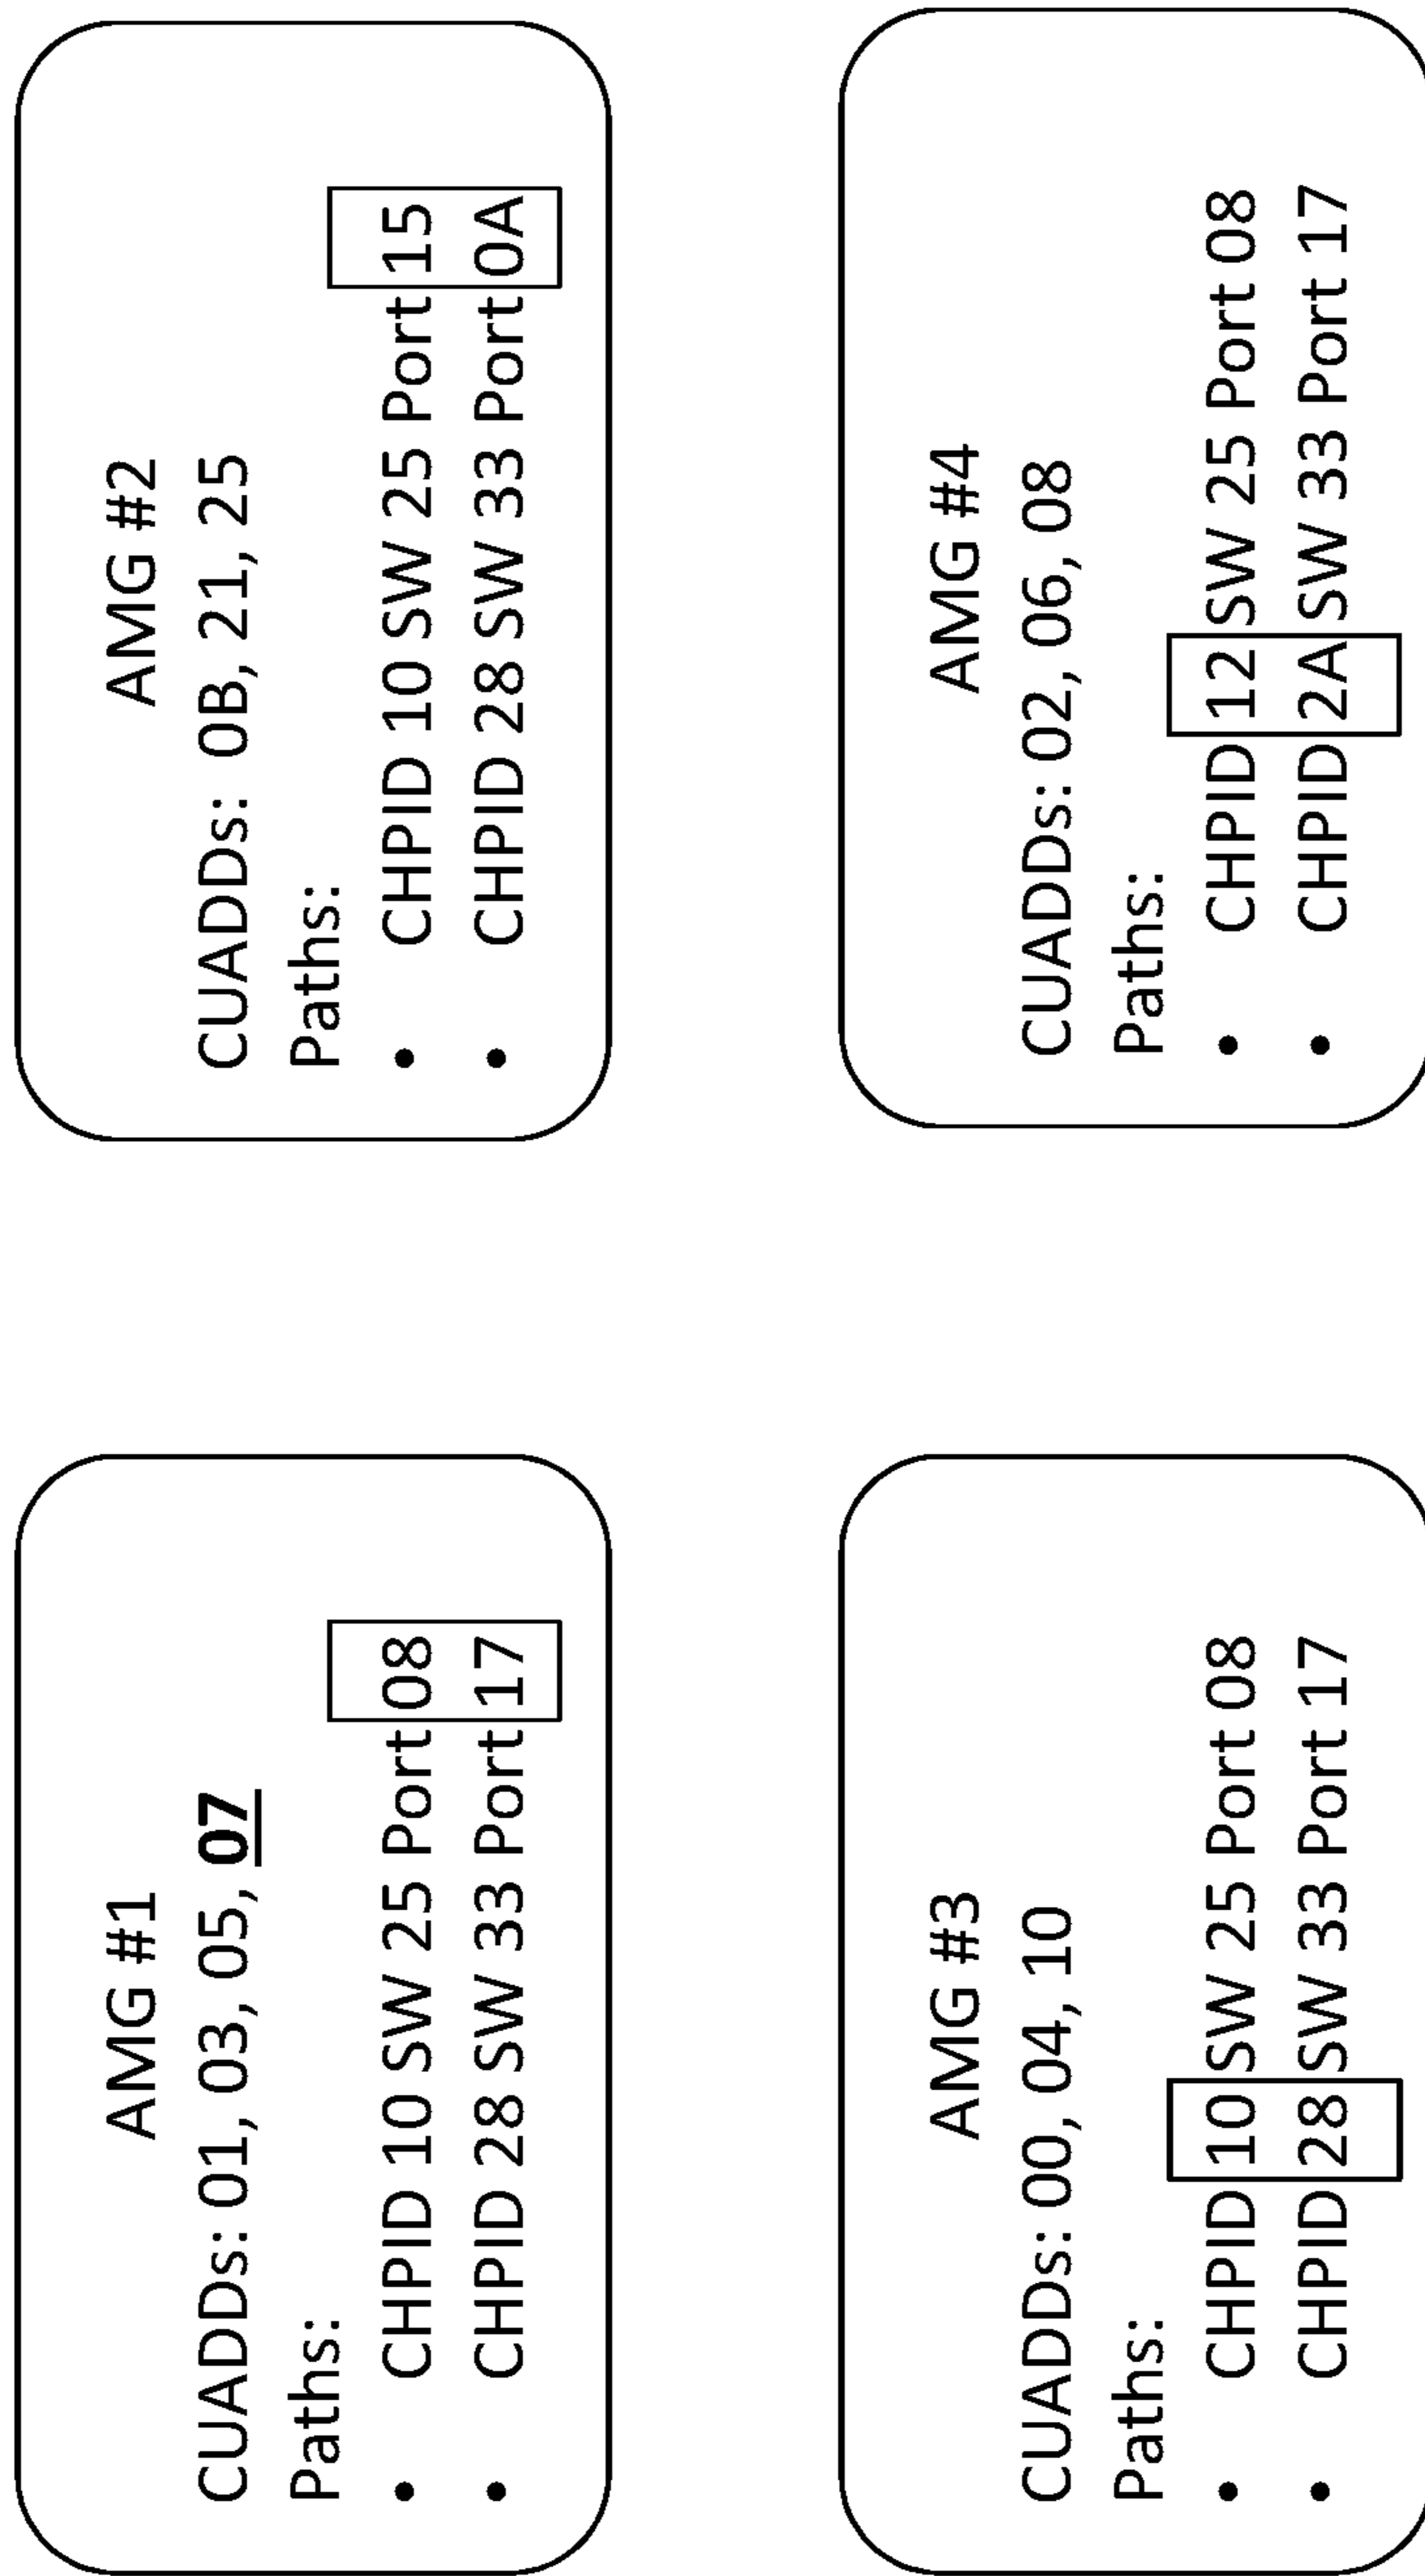 AMG #1
CUADDs: 01, 03, 05, 07
Paths:
• CHPID 10 SW 25 Port 08
• CHPID 28 SW 33 Port 17
AMG #2
CUADDs: 0B, 21, 25
Paths:
• CHPID 10 SW 25 Port 15
• CHPID 28 SW 33 Port 0A
AMG #3
CUADDs: 00, 04, 10
Paths:
• CHPID 10 SW 25 Port 08
• CHPID 28 SW 33 Port 17
AMG #4
CUADDs: 02, 06, 08
Paths:
• CHPID 12 SW 25 Port 08
• CHPID 2A SW 33 Port 17